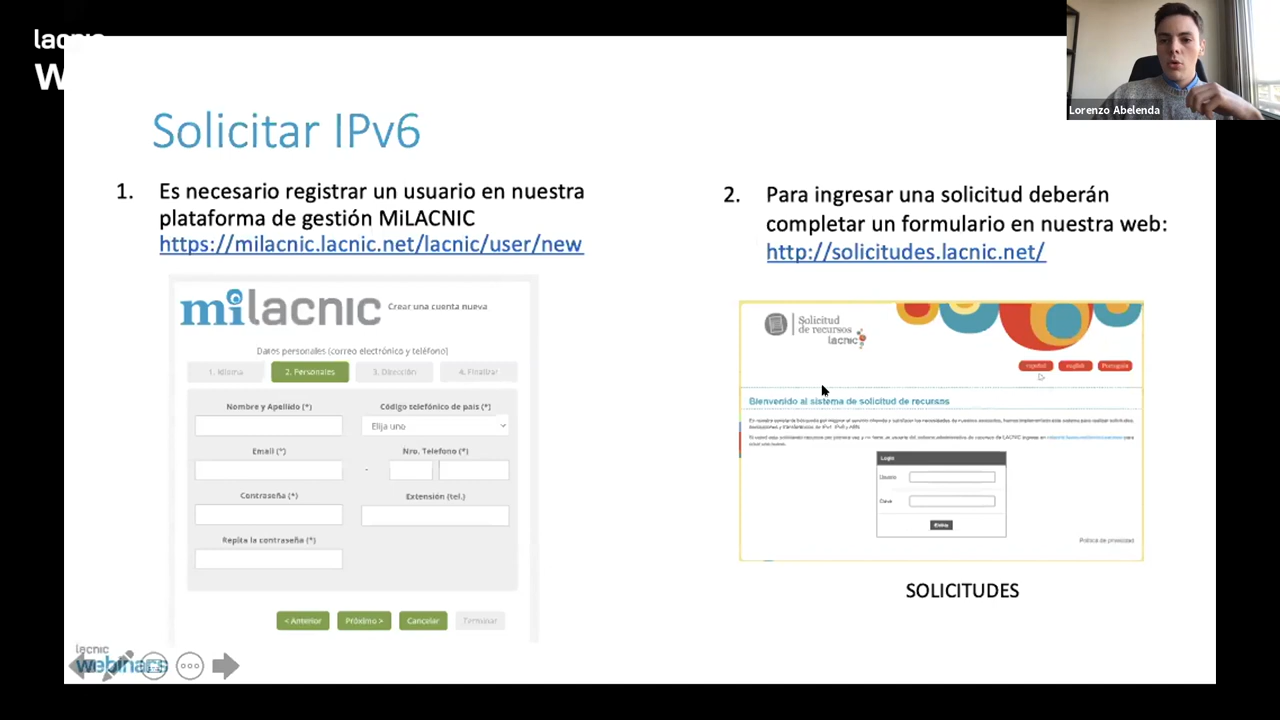 lacnic
W
Lorenzo Abelenda
Solicitar IPv6
1. Es necesario registrar un usuario en nuestra
plataforma de gestión MiLACNIC
https://milacnic.lacnic.net/lacnic/user/new
milacnic Crear una cuenta nueva
Datos personales (correo electrónico y teléfono)
1. Idioma 2. Personales 3. Dirección 4. Finalizar
Nombre y Apellido (*) Código telefónico de país (*)
Elija uno
Email (*) Nro. Telefono (*)
-
Contraseña (*) Extensión (tel.)
Repita la contraseña (*)
< Anterior Próximo > Cancelar Terminar
2. Para ingresar una solicitud deberán
completar un formulario en nuestra web:
http://solicitudes.lacnic.net/
Solicitud
de recursos
lacnic
español english Português
Bienvenido al sistema de solicitud de recursos
Login
Usuario
Clave
Entrar
Política de privacidad
SOLICITUDES
lacnic
webinars